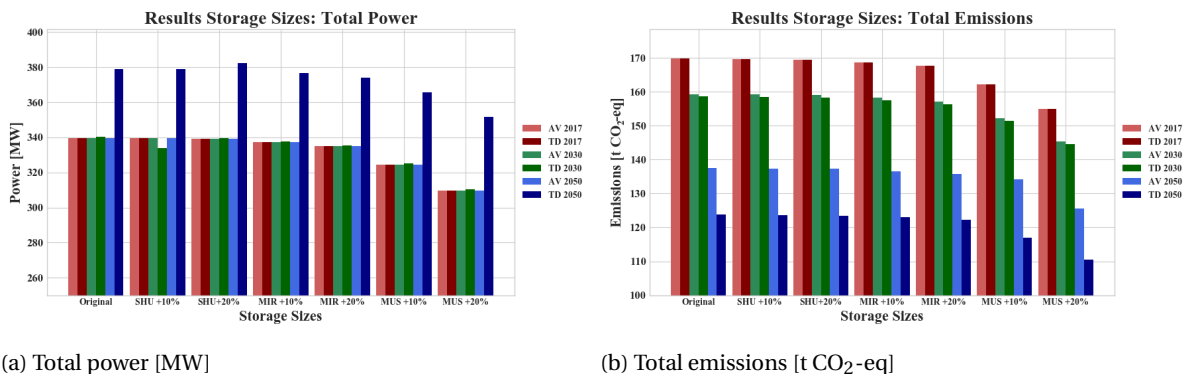 Results Storage Sizes: Total Power
400
380
360
340
320
300
280
260
Power [MW]
Original SHU +10% SHU+20% MIR +10% MIR +20% MUS +10% MUS +20%
Storage Sizes
AV 2017
TD 2017
AV 2030
TD 2030
AV 2050
TD 2050
(a) Total power [MW]
Results Storage Sizes: Total Emissions
170
160
150
140
130
120
110
100
Emissions [t CO₂-eq]
Original SHU +10% SHU+20% MIR +10% MIR +20% MUS +10% MUS +20%
Storage Sizes
AV 2017
TD 2017
AV 2030
TD 2030
AV 2050
TD 2050
(b) Total emissions [t CO₂-eq]